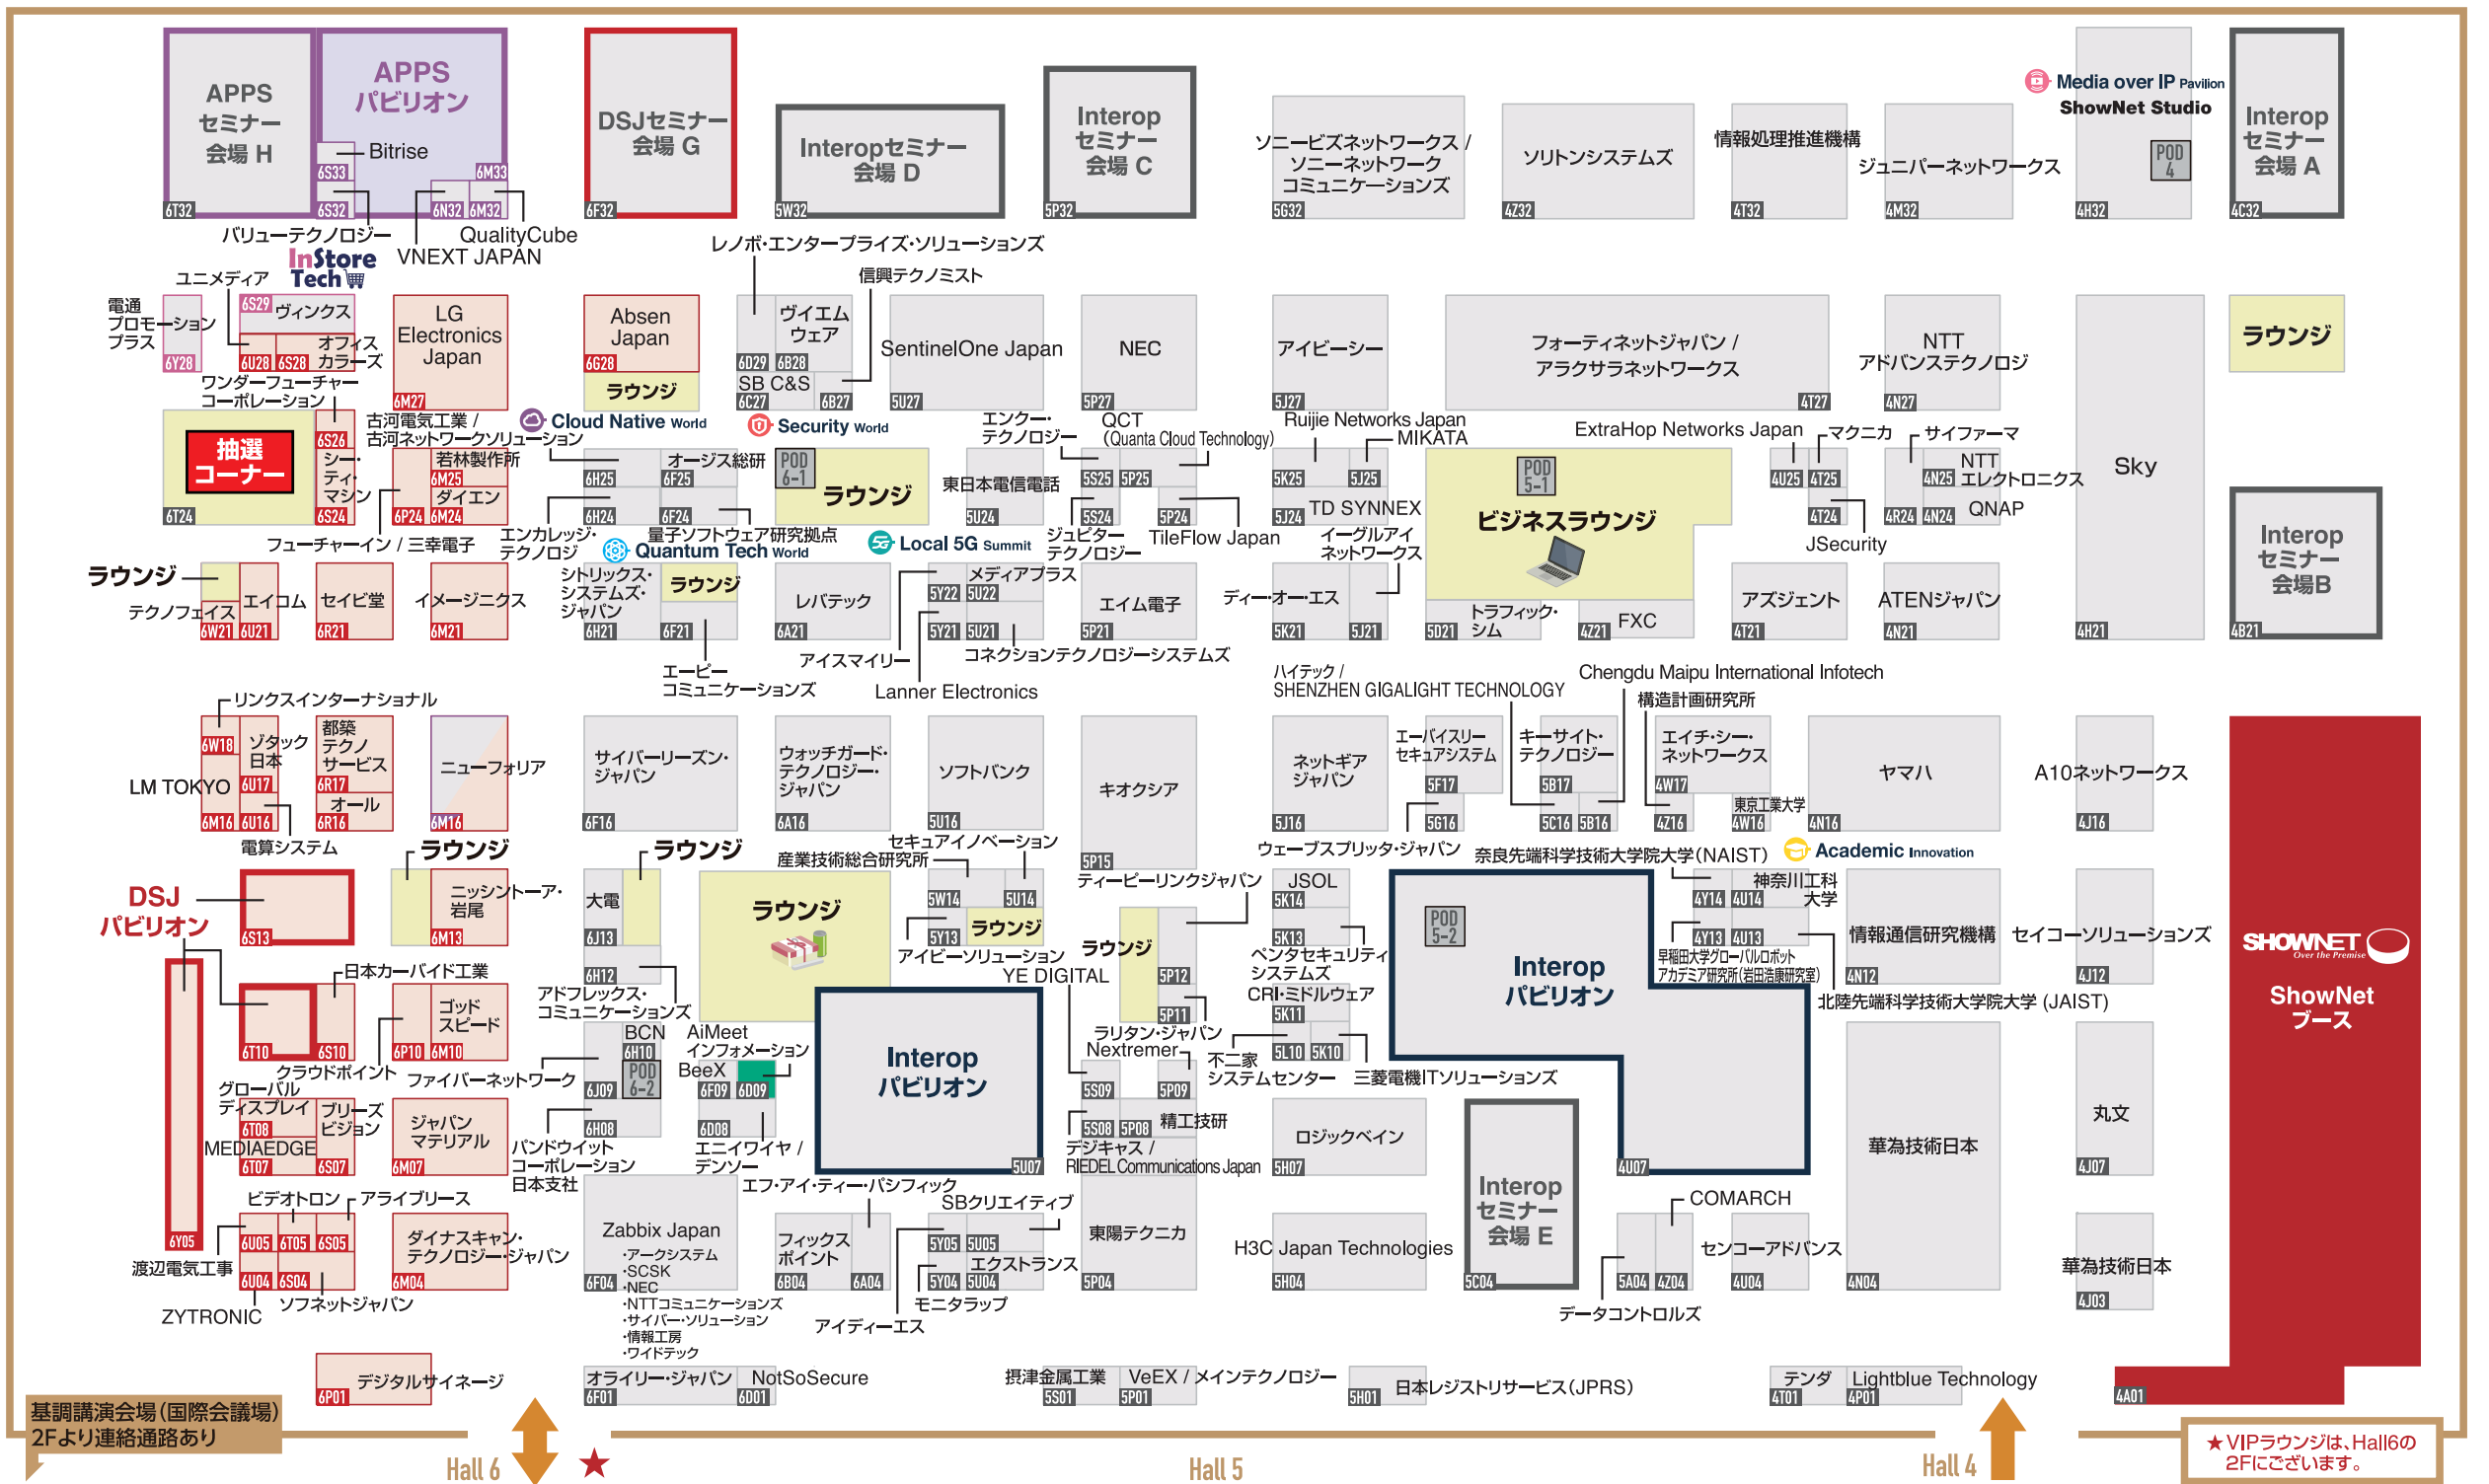 APPS
セミナー
会場 H
6T32
APPS
パビリオン
Bitrise
6S33
6M33
6S32
6N32
6M32
バリューテクノロジー
VNEXT JAPAN
QualityCube
DSJセミナー
会場 G
6F32
Interopセミナー
会場 D
5W32
Interop
セミナー
会場 C
5P32
ソニービズネットワークス /
ソニーネットワーク
コミュニケーションズ
5G32
ソリトンシステムズ
4Z32
情報処理推進機構
4T32
ジュニパーネットワークス
4M32
Media over IP Pavilion
ShowNet Studio
POD
4
4H32
Interop
セミナー
会場 A
4C32
InStore
Tech
ユニメディア
電通
プロモーション
プラス
6Y28
6S29
ヴィンクス
6U28
6S28
オフィス
カラーズ
LG
Electronics
Japan
6M27
Absen
Japan
6G28
ラウンジ
レノボ・エンタープライズ・ソリューションズ
信興テクノミスト
6D29
ヴイエム
ウェア
6B28
SB C&S
6C27
6B27
SentinelOne Japan
5U27
NEC
5P27
アイビーシー
5J27
フォーティネットジャパン /
アラクサラネットワークス
4T27
NTT
アドバンステクノロジ
4N27
Sky
4H21
ラウンジ
ワンダーフューチャー
コーポレーション
抽選
コーナー
6T24
6S26
シー・
ティ・
マシン
6S24
古河電気工業 /
古河ネットワークソリューション
若林製作所
6M25
ダイエン
6P24
6M24
フューチャーイン / 三幸電子
Cloud Native World
6H25
オージス総研
6F25
6H24
6F24
エンカレッジ・
テクノロジ
量子ソフトウェア研究拠点
Quantum Tech World
Security World
POD
6-1
ラウンジ
東日本電信電話
5U24
Local 5G Summit
エンクー・
テクノロジー
QCT
(Quanta Cloud Technology)
5S25
5P25
5S24
5P24
ジュピター
テクノロジー
TileFlow Japan
Ruijie Networks Japan
MIKATA
5K25
5J25
5J24
TD SYNNEX
イーグルアイ
ネットワークス
POD
5-1
ビジネスラウンジ
ExtraHop Networks Japan
マクニカ
4U25
4T25
4T24
JSecurity
サイファーマ
NTT
エレクトロニクス
4N25
4R24
4N24
QNAP
Interop
セミナー
会場B
4B21
ラウンジ
テクノフェイス
6W21
エイコム
6U21
セイビ堂
6R21
イメージニクス
6M21
シトリックス・
システムズ・
ジャパン
6H21
ラウンジ
6F21
エーピー
コミュニケーションズ
レバテック
6A21
メディアプラス
5Y22
5U22
5Y21
5U21
アイスマイリー
コネクションテクノロジーシステムズ
Lanner Electronics
エイム電子
5P21
ディー・オー・エス
5K21
5J21
トラフィック・
シム
5D21
FXC
4Z21
アズジェント
4T21
ATENジャパン
4N21
リンクスインターナショナル
6W18
ゾタック
日本
6U17
LM TOKYO
6M16
6U16
電算システム
都築
テクノ
サービス
6R17
オール
6R16
ニューフォリア
6M16
サイバーリーズン・
ジャパン
6F16
ウォッチガード・
テクノロジー・
ジャパン
6A16
ソフトバンク
5U16
キオクシア
5P15
ハイテック /
SHENZHEN GIGALIGHT TECHNOLOGY
Chengdu Maipu International Infotech
構造計画研究所
ネットギア
ジャパン
5J16
エーバイスリー
セキュアシステム
5F17
5G16
ウェーブスプリッタ・ジャパン
キーサイト・
テクノロジー
5B17
5C16
5B16
エイチ・シー・
ネットワークス
4W17
4Z16
東京工業大学
4W16
ヤマハ
4N16
A10ネットワークス
4J16
DSJ
パビリオン
6S13
ラウンジ
ニッシントーア・
岩尾
6M13
ラウンジ
大電
6J13
6H12
アドフレックス・
コミュニケーションズ
ラウンジ
産業技術総合研究所
セキュアイノベーション
5W14
5U14
5Y13
ラウンジ
アイビーソリューション
YE DIGITAL
ティーピーリンクジャパン
ラウンジ
5P12
5P11
ラリタン・ジャパン
Nextremer
JSOL
5K14
5K13
ペンタセキュリティ
システムズ
CRI・ミドルウェア
5K11
5L10
5K10
不二家
システムセンター
三菱電機ITソリューションズ
POD
5-2
Interop
パビリオン
4U07
奈良先端科学技術大学院大学(NAIST)
Academic Innovation
4Y14
4U14
神奈川工科
大学
4Y13
4U13
早稲田大学グローバルロボット
アカデミア研究所(岩田浩康研究室)
北陸先端科学技術大学院大学 (JAIST)
情報通信研究機構
4N12
セイコーソリューションズ
4J12
SHOWNET
Over the Premise
ShowNet
ブース
4A01
6Y05
6T10
日本カーバイド工業
6S10
クラウドポイント
6P10
ゴッド
スピード
6M10
ファイバーネットワーク
BCN
6H10
POD
6-2
6J09
6H08
パンドウイット
コーポレーション
日本支社
AiMeet
インフォメーション
BeeX
6F09
6D09
6D08
エニイワイヤ /
デンソー
Interop
パビリオン
5U07
5S09
5P09
5S08
5P08
精工技研
デジキャス /
RIEDEL Communications Japan
ロジックベイン
5H07
華為技術日本
4N04
丸文
4J07
グローバル
ディスプレイ
6T08
MEDIAEDGE
6T07
ブリーズ
ビジョン
6S07
ジャパン
マテリアル
6M07
ビデオトロン
アライブリース
6U05
6T05
6S05
渡辺電気工事
6U04
6S04
ZYTRONIC
ソフネットジャパン
ダイナスキャン・
テクノロジー・ジャパン
6M04
Zabbix Japan
・アークシステム
・SCSK
・NEC
・NTTコミュニケーションズ
・サイバー・ソリューション
・情報工房
・ワイドテック
6F04
エフ・アイ・ティー・パシフィック
フィックス
ポイント
6B04
6A04
SBクリエイティブ
5Y05
5U05
エクストランス
5Y04
5U04
モニタラップ
アイディーエス
東陽テクニカ
5P04
H3C Japan Technologies
5H04
Interop
セミナー
会場 E
5C04
COMARCH
5A04
4Z04
データコントロルズ
センコーアドバンス
4U04
華為技術日本
4J03
デジタルサイネージ
6P01
オライリー・ジャパン
6F01
NotSoSecure
6D01
摂津金属工業
5S01
VeEX / メインテクノロジー
5P01
日本レジストリサービス(JPRS)
5H01
テンダ
4T01
Lightblue Technology
4P01
基調講演会場(国際会議場)
2Fより連絡通路あり
Hall 6
★
Hall 5
Hall 4
★VIPラウンジは、Hall6の
2Fにございます。